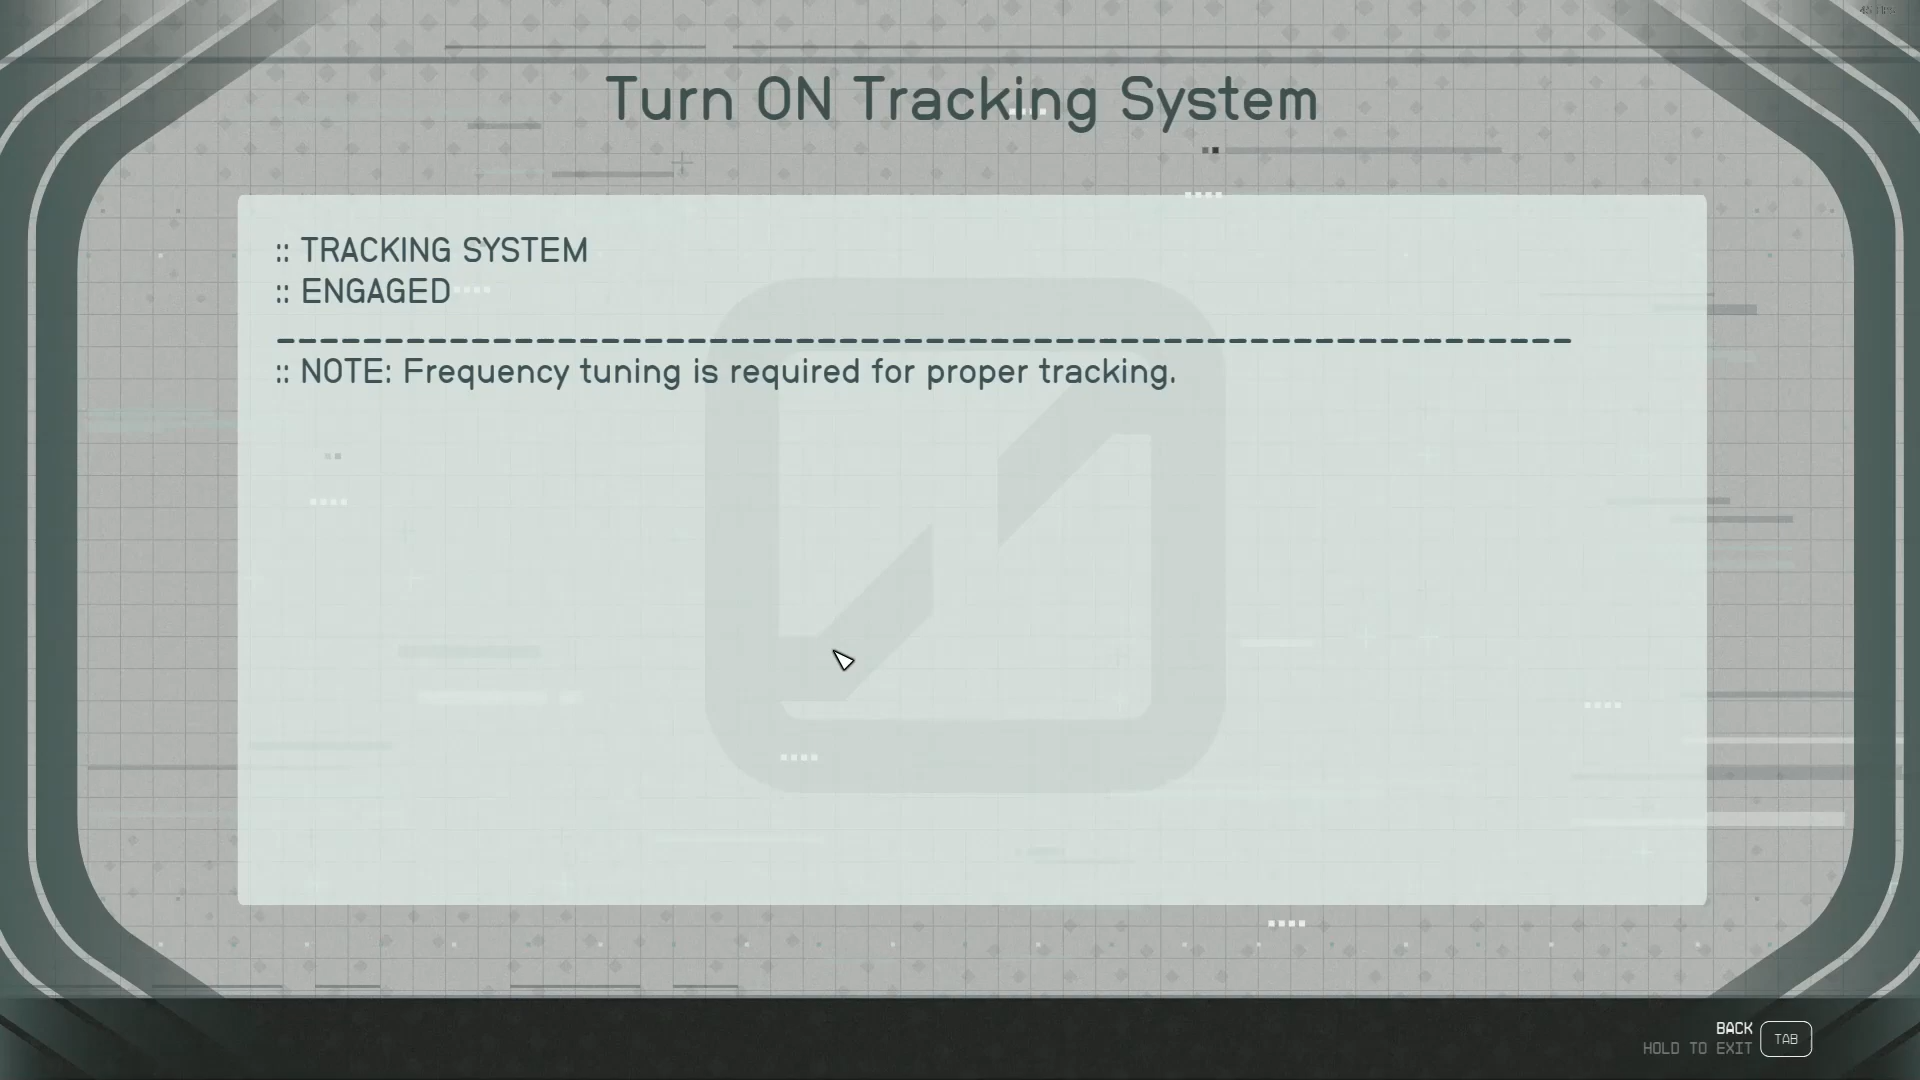 Turn ON Tracking System
:: TRACKING SYSTEM
:: ENGAGED
:: NOTE: Frequency tuning is required for proper tracking.
BACK
HOLD TO EXIT
TAB